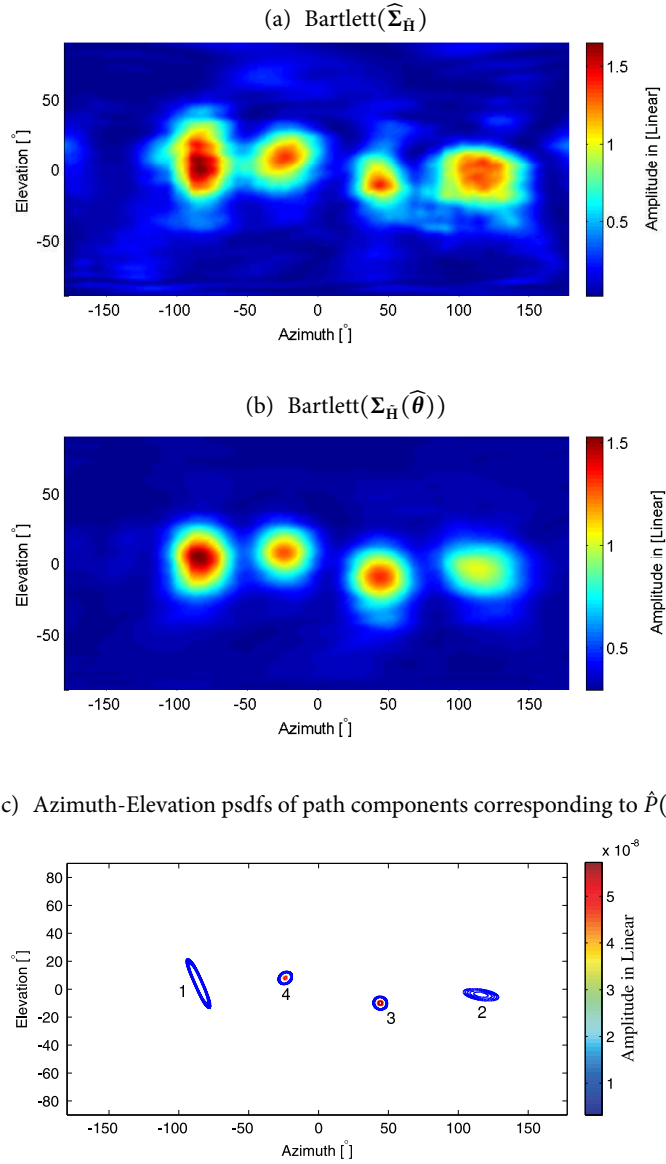 (a) Bartlett(Σ̂_H̃)
50
0
-50
Elevation [°]
-150 -100 -50 0 50 100 150
Azimuth [°]
1.5
1
0.5
Amplitude in [Linear]
(b) Bartlett(Σ_H̃(θ̂))
50
0
-50
Elevation [°]
-150 -100 -50 0 50 100 150
Azimuth [°]
1.5
1
0.5
Amplitude in [Linear]
c) Azimuth-Elevation psdfs of path components corresponding to P̂(
80
60
40
20
0
-20
-40
-60
-80
Elevation [°]
1
4
3
2
-150 -100 -50 0 50 100 150
Azimuth [°]
x 10⁻⁸
5
4
3
2
1
Amplitude in Linear